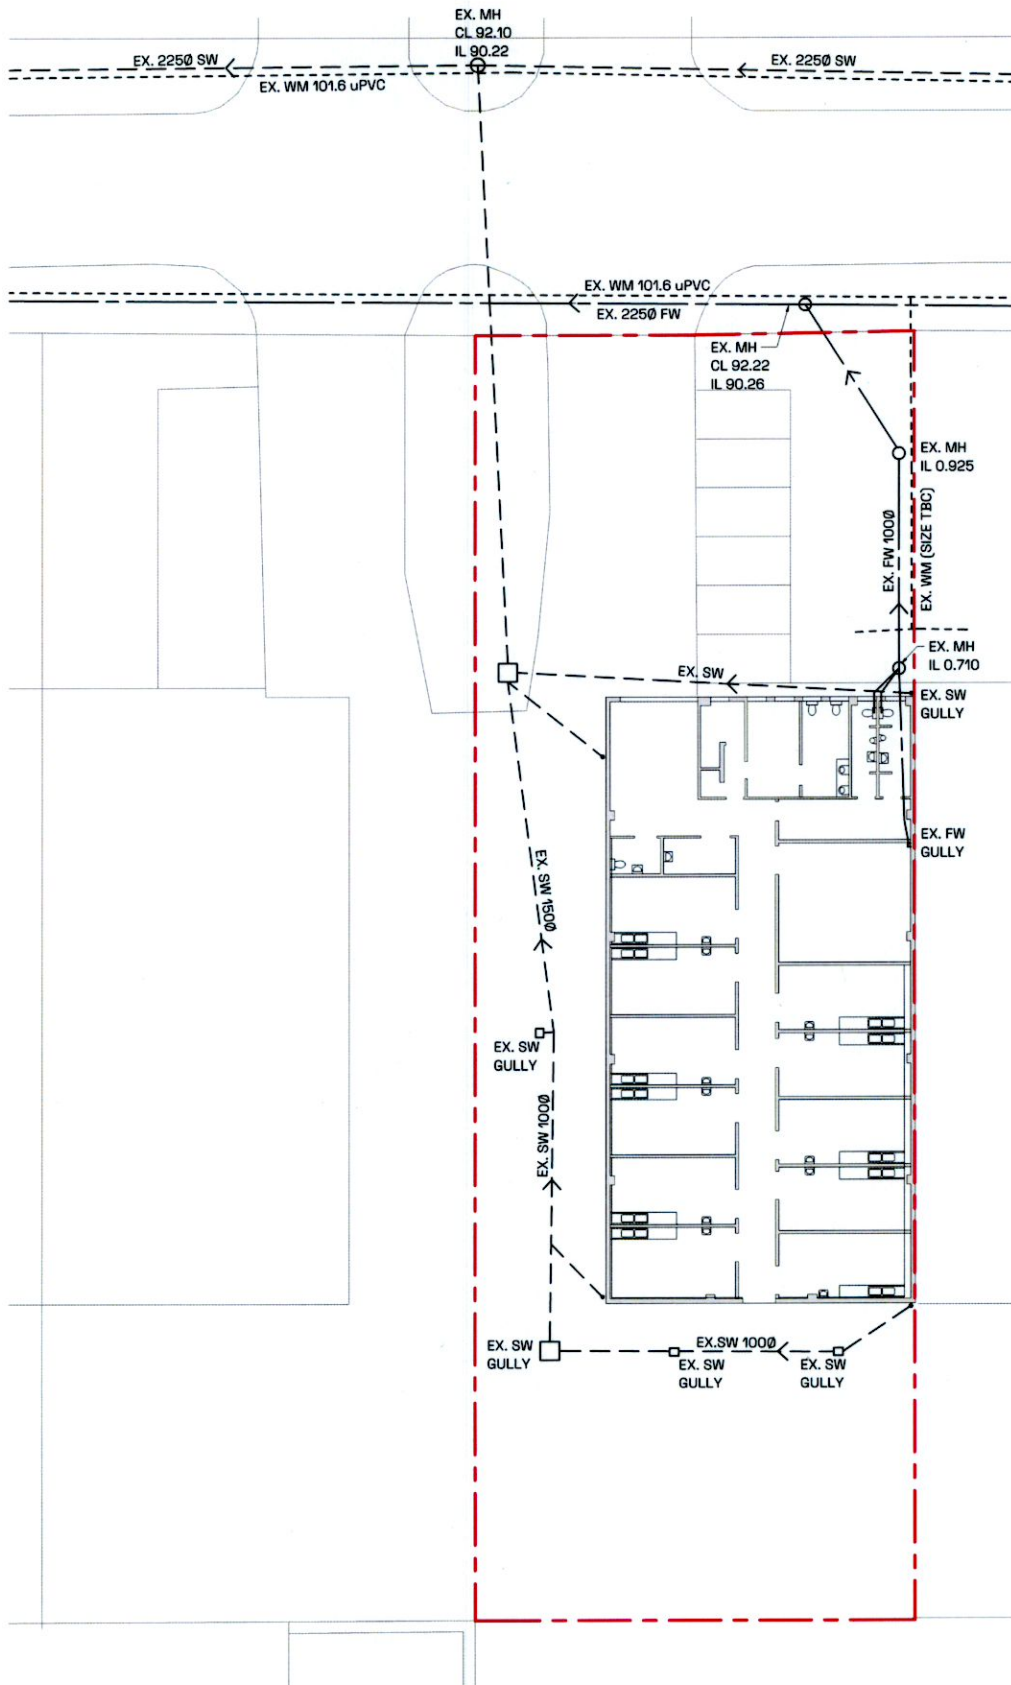 EX. MH
CL 92.10
IL 90.22
EX. 225Ø SW
EX. 225Ø SW
EX. WM 101.6 uPVC
EX. WM 101.6 uPVC
EX. 225Ø FW
EX. MH
CL 92.22
IL 90.26
EX. MH
IL 0.925
EX. FW 100Ø
EX. WM (SIZE TBC)
EX. MH
IL 0.710
EX. SW
EX. SW
GULLY
EX. FW
GULLY
EX. SW 150Ø
EX. SW
GULLY
EX. SW 100Ø
EX. SW
GULLY
EX.SW 100Ø
EX. SW
GULLY
EX. SW
GULLY